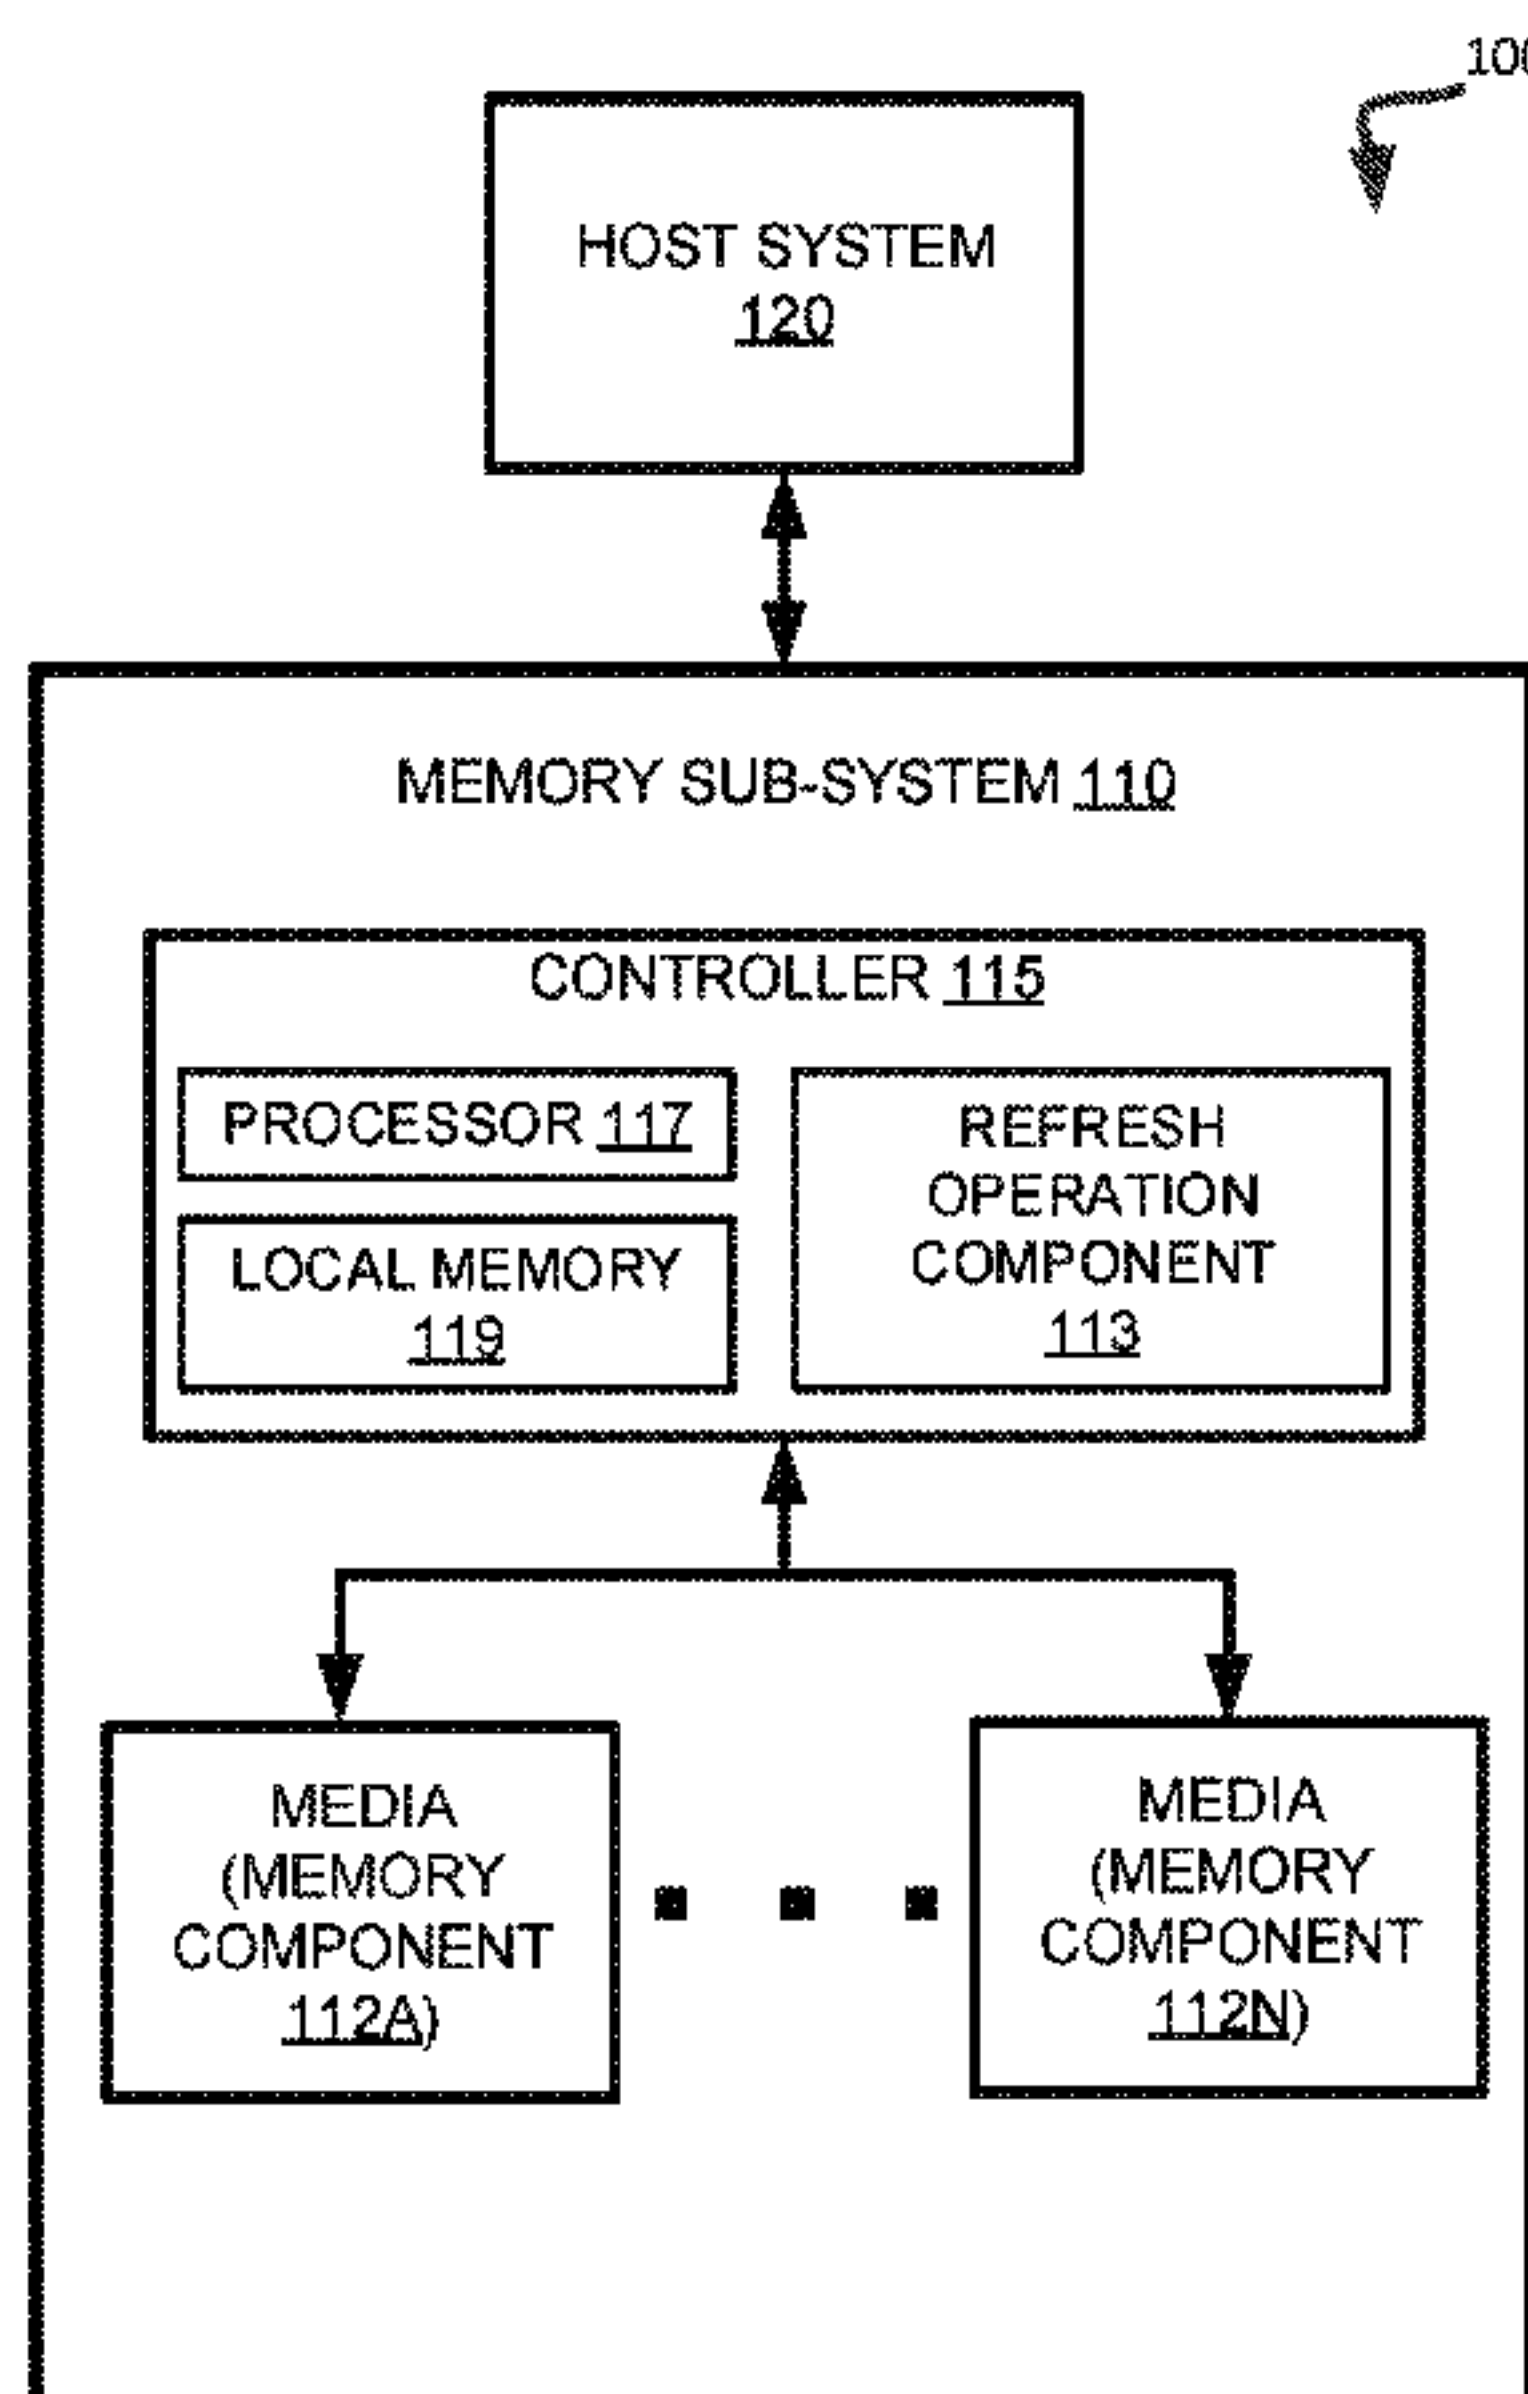 100
HOST SYSTEM
120
MEMORY SUB-SYSTEM 110
CONTROLLER 115
PROCESSOR 117
LOCAL MEMORY
119
REFRESH
OPERATION
COMPONENT
113
MEDIA
(MEMORY
COMPONENT
112A)
MEDIA
(MEMORY
COMPONENT
112N)